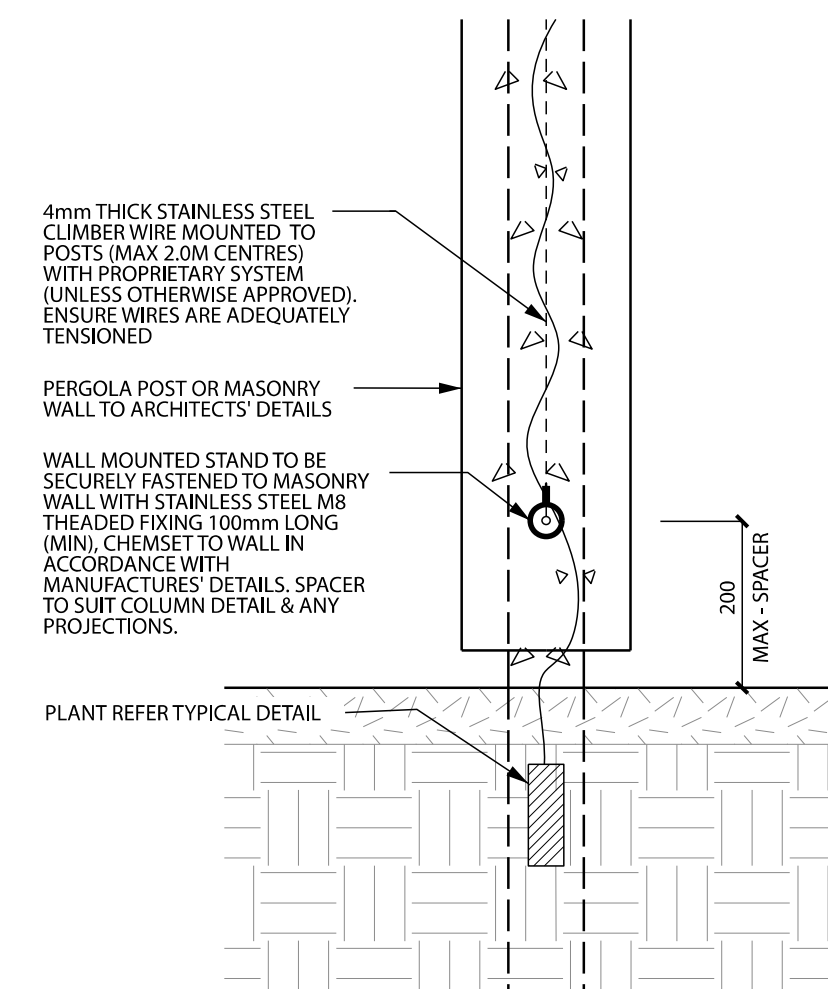 4mm THICK STAINLESS STEEL
CLIMBER WIRE MOUNTED TO
POSTS (MAX 2.0M CENTRES)
WITH PROPRIETARY SYSTEM
(UNLESS OTHERWISE APPROVED).
ENSURE WIRES ARE ADEQUATELY
TENSIONED
PERGOLA POST OR MASONRY
WALL TO ARCHITECTS' DETAILS
WALL MOUNTED STAND TO BE
SECURELY FASTENED TO MASONRY
WALL WITH STAINLESS STEEL M8
THEADED FIXING 100mm LONG
(MIN), CHEMSET TO WALL IN
ACCORDANCE WITH
MANUFACTURES' DETAILS. SPACER
TO SUIT COLUMN DETAIL & ANY
PROJECTIONS.
200
MAX - SPACER
PLANT REFER TYPICAL DETAIL